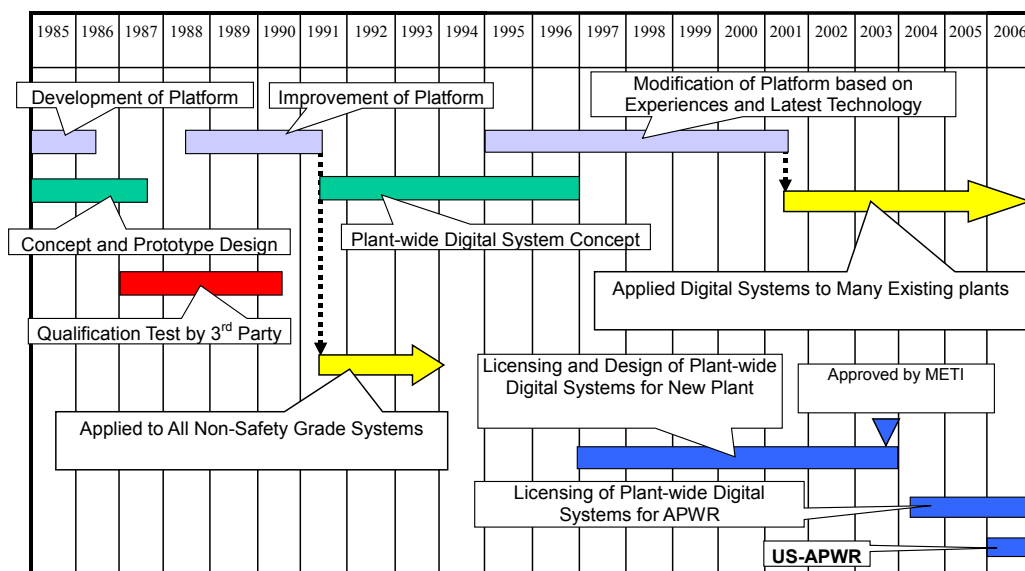 1985 1986 1987 1988 1989 1990 1991 1992 1993 1994 1995 1996 1997 1998 1999 2000 2001 2002 2003 2004 2005 2006
Development of Platform
Improvement of Platform
Modification of Platform based on
Experiences and Latest Technology
Concept and Prototype Design
Plant-wide Digital System Concept
Applied Digital Systems to Many Existing plants
Qualification Test by 3rd Party
Licensing and Design of Plant-wide
Digital Systems for New Plant
Approved by METI
Applied to All Non-Safety Grade Systems
Licensing of Plant-wide Digital
Systems for APWR
US-APWR